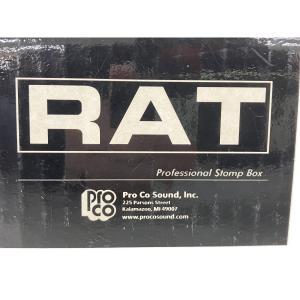 RAT
Professional Stomp Box
pro
co
Pro Co Sound, Inc.
225 Parsons Street
Kalamazoo, MI 49007
www.procosound.com